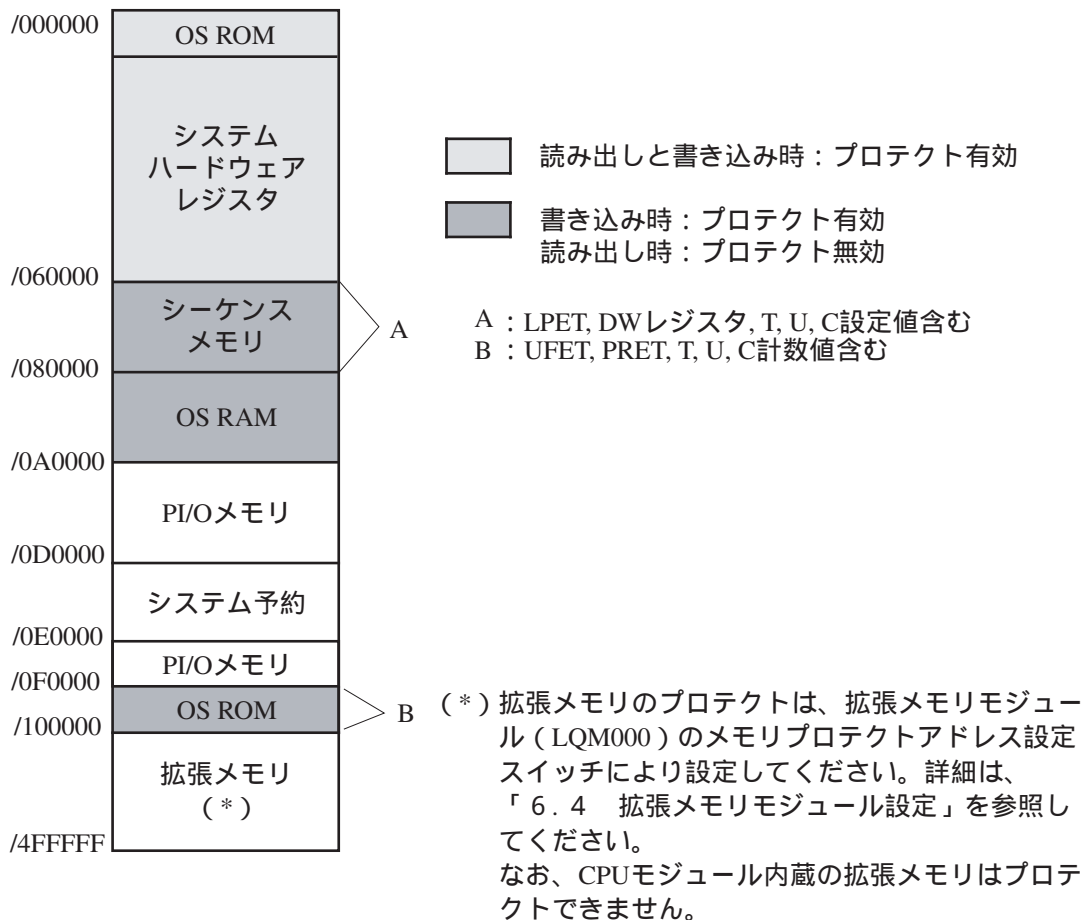 /000000
OS ROM
システム
ハードウェア
レジスタ
/060000
シーケンス
メモリ
A
/080000
OS RAM
/0A0000
PI/Oメモリ
/0D0000
システム予約
/0E0000
PI/Oメモリ
/0F0000
OS ROM
B
/100000
拡張メモリ
(*)
/4FFFFF
読み出しと書き込み時:プロテクト有効
書き込み時:プロテクト有効
読み出し時:プロテクト無効
A:LPET, DWレジスタ, T, U, C設定値含む
B:UFET, PRET, T, U, C計数値含む
(*)拡張メモリのプロテクトは、拡張メモリモジュー
ル(LQM000)のメモリプロテクトアドレス設定
スイッチにより設定してください。詳細は、
「6.4 拡張メモリモジュール設定」を参照し
てください。
なお、CPUモジュール内蔵の拡張メモリはプロテ
クトできません。